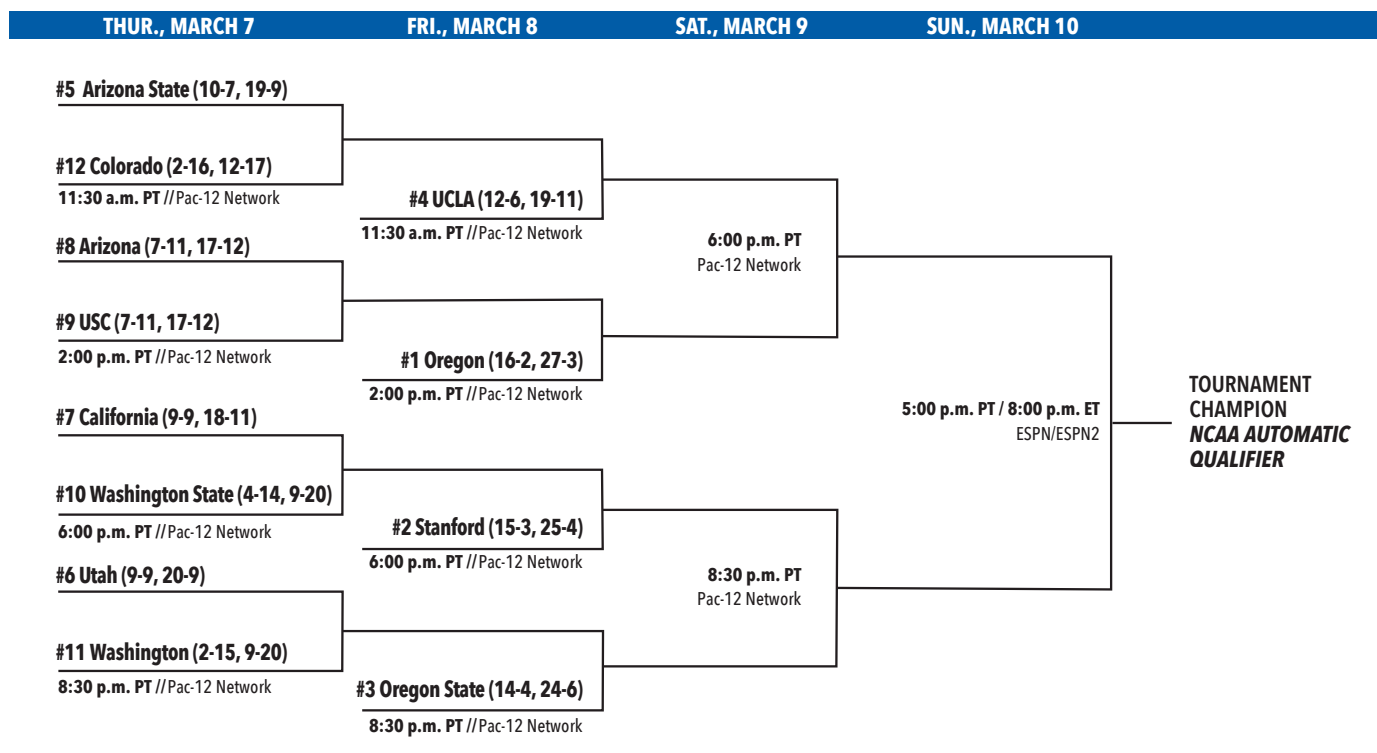 THUR., MARCH 7
FRI., MARCH 8
SAT., MARCH 9
SUN., MARCH 10
#5 Arizona State (10-7, 19-9)
#12 Colorado (2-16, 12-17)
11:30 a.m. PT //Pac-12 Network
#8 Arizona (7-11, 17-12)
#9 USC (7-11, 17-12)
2:00 p.m. PT //Pac-12 Network
#7 California (9-9, 18-11)
#10 Washington State (4-14, 9-20)
6:00 p.m. PT //Pac-12 Network
#6 Utah (9-9, 20-9)
#11 Washington (2-15, 9-20)
8:30 p.m. PT //Pac-12 Network
#4 UCLA (12-6, 19-11)
11:30 a.m. PT //Pac-12 Network
#1 Oregon (16-2, 27-3)
2:00 p.m. PT //Pac-12 Network
#2 Stanford (15-3, 25-4)
6:00 p.m. PT //Pac-12 Network
#3 Oregon State (14-4, 24-6)
8:30 p.m. PT //Pac-12 Network
6:00 p.m. PT
Pac-12 Network
8:30 p.m. PT
Pac-12 Network
5:00 p.m. PT / 8:00 p.m. ET
ESPN/ESPN2
TOURNAMENT
CHAMPION
NCAA AUTOMATIC
QUALIFIER